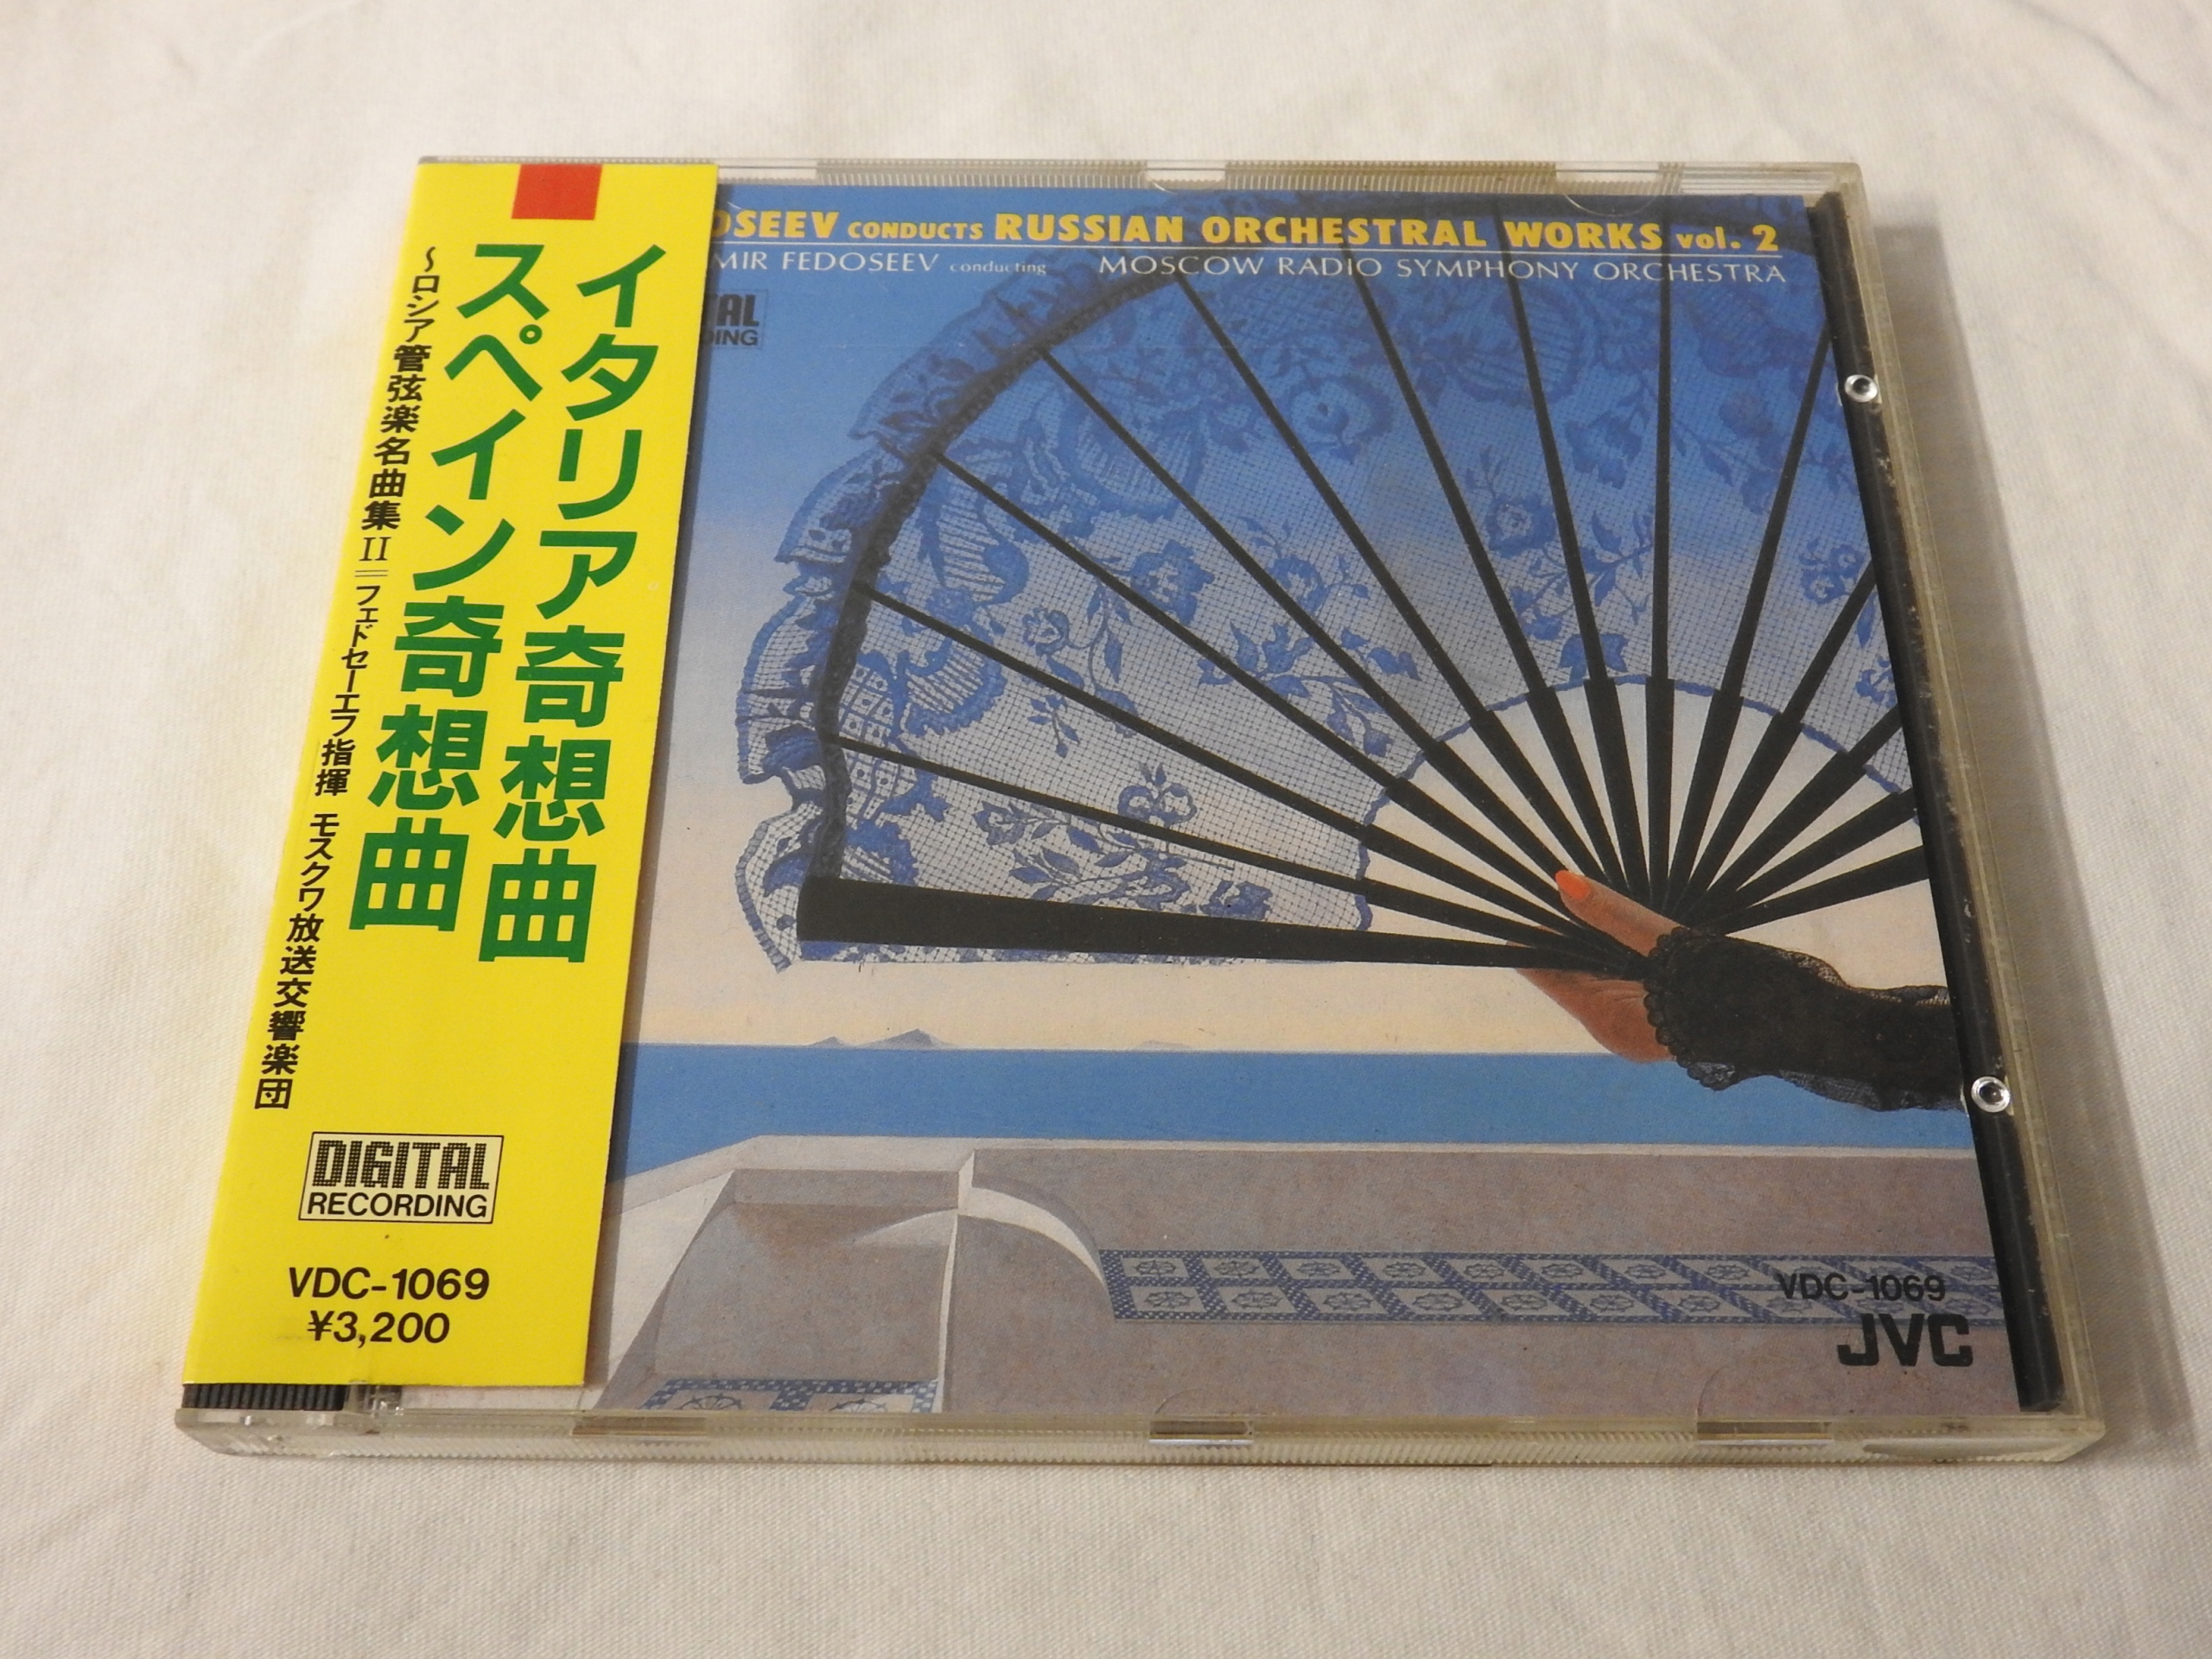 イタリア奇想曲
スペイン奇想曲
〜ロシア管弦楽名曲集II=フェドセーエフ指揮 モスクワ放送交響楽団
DIGITAL
RECORDING
VDC-1069
¥3,200
OSEEV CONDUCTS RUSSIAN ORCHESTRAL WORKS vol. 2
MIR FEDOSEEV conducting MOSCOW RADIO SYMPHONY ORCHESTRA
TAL
DING
VDC-1069
JVC